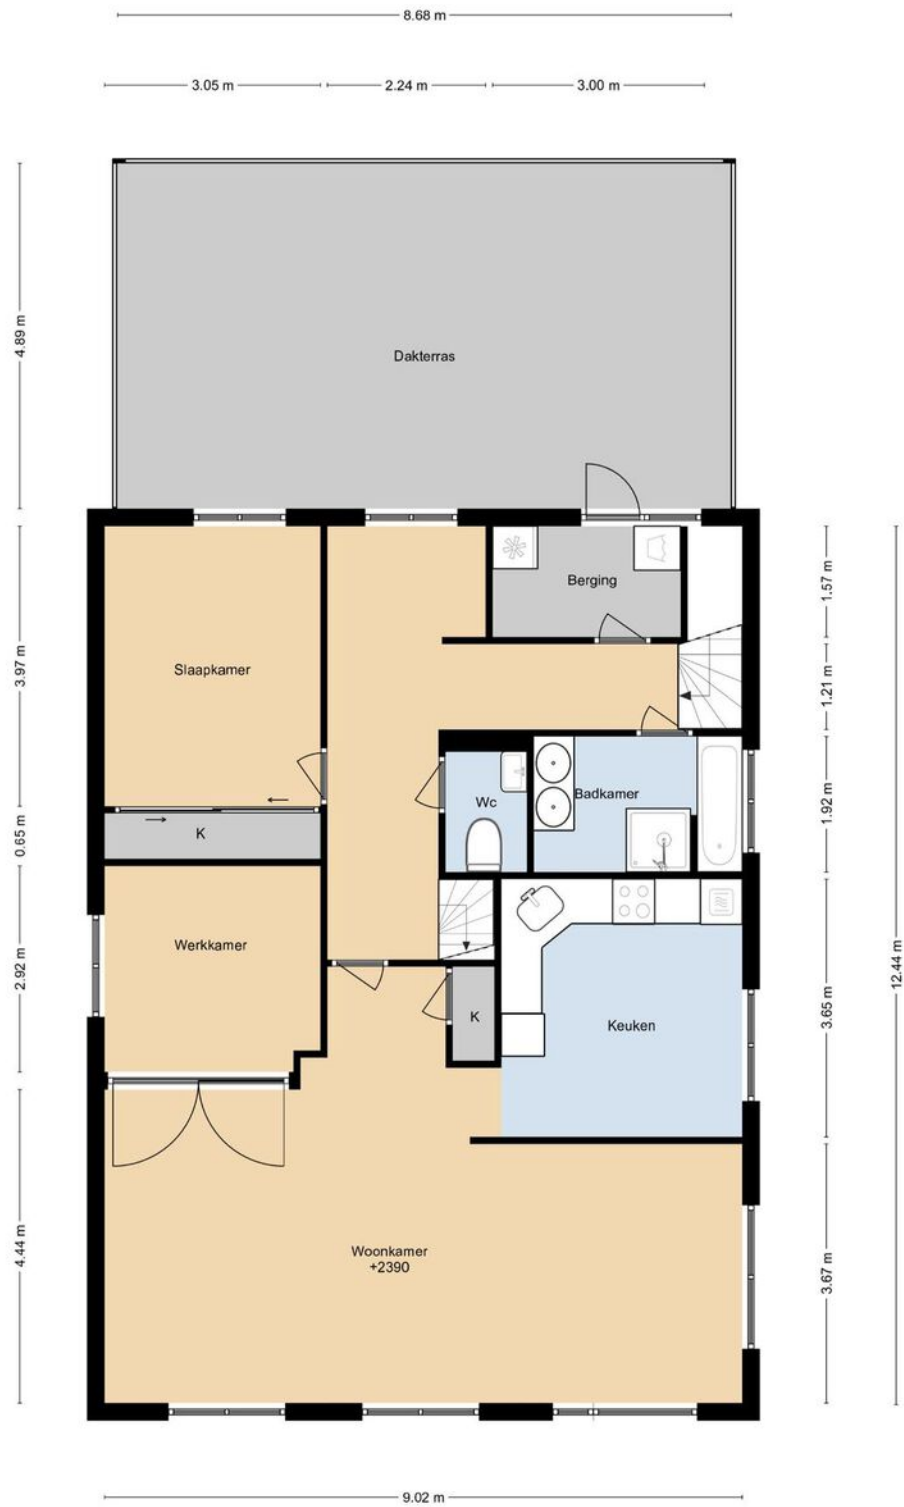 8.68 m
3.05 m
2.24 m
3.00 m
4.89 m
Dakterras
Berging
1.57 m
Slaapkamer
3.97 m
1.21 m
12.44 m
Badkamer
Wc
1.92 m
K
0.65 m
Werkkamer
2.92 m
K
Keuken
3.65 m
Woonkamer
+2390
4.44 m
3.67 m
9.02 m